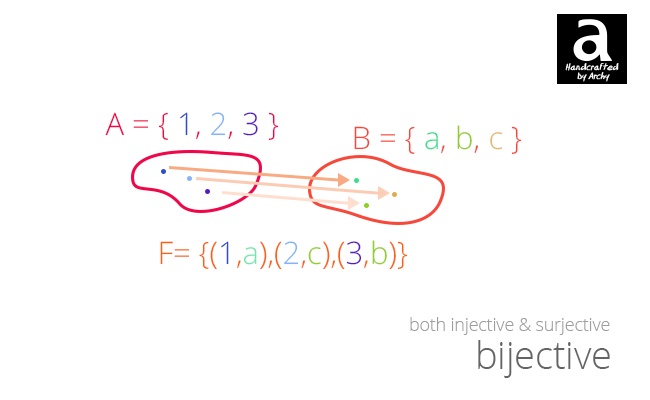 a
Handcrafted
by Archy
A = { 1, 2, 3 }
B = { a, b, c }
F= {(1,a),(2,c),(3,b)}
both injective & surjective
bijective